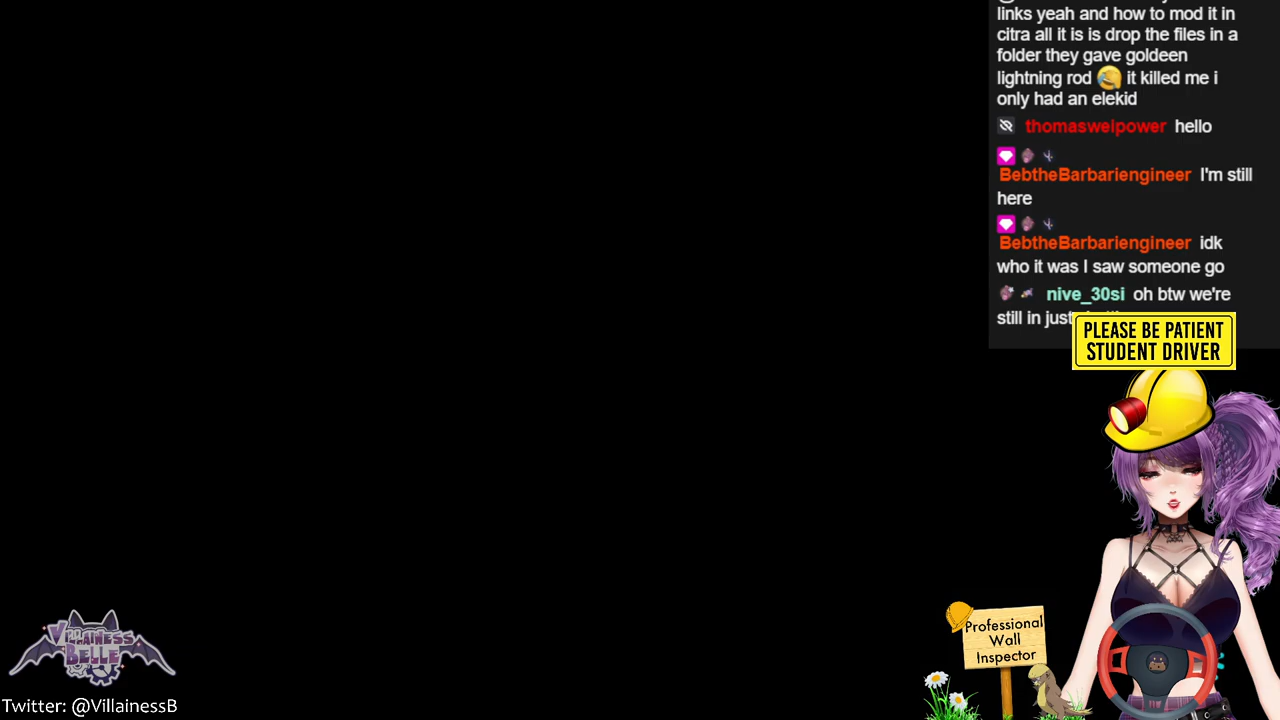 links yeah and how to mod it in
citra all it is is drop the files in a
folder they gave goldeen
lightning rod it killed me i
only had an elekid
thomaswelpower hello
BebtheBarbariengineer I'm still
here
BebtheBarbariengineer idk
who it was I saw someone go
nive_30si oh btw we're
still in just
PLEASE BE PATIENT
STUDENT DRIVER
Professional
Wall
Inspector
VILLAINESS
BELLE
Twitter: @VillainessB